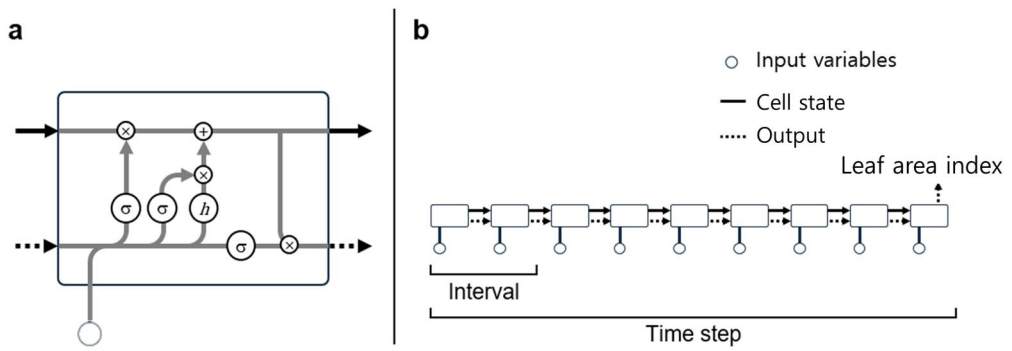 a
b
Input variables
Cell state
Output
Leaf area index
× + ×
σ σ h
σ ×
Interval
Time step